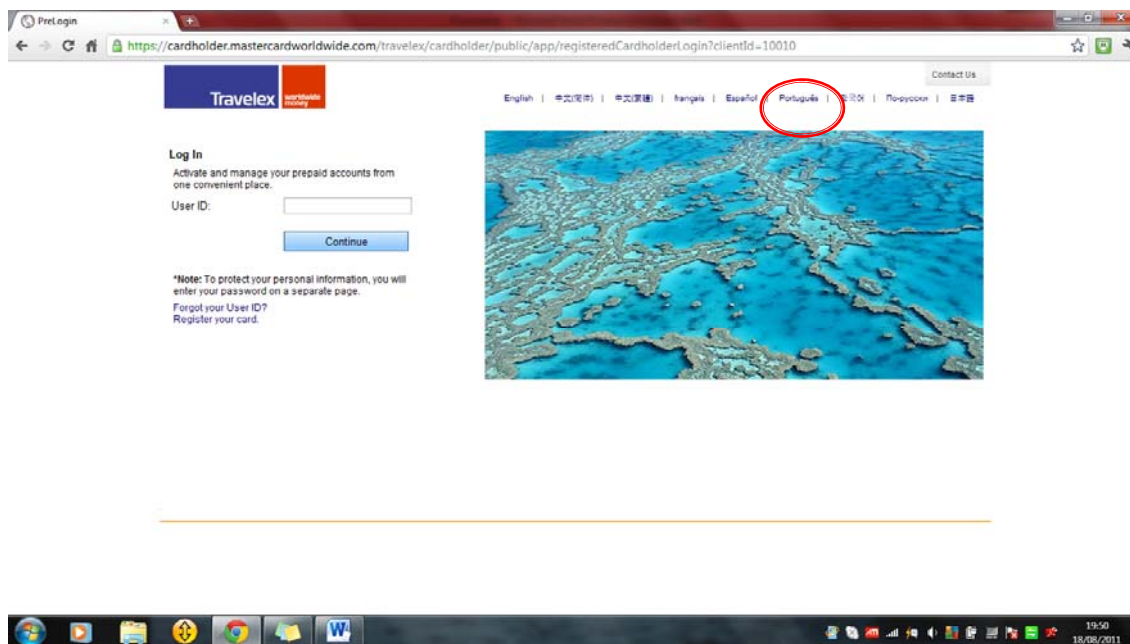 PreLogin
https://cardholder.mastercardworldwide.com/travelex/cardholder/public/app/registeredCardholderLogin?clientId=10010
Contact Us
Travelex worldwide money
English | 中文(简体) | 中文(繁體) | français | Español | Português | 한국어 | По-русски | 日本語
Log In
Activate and manage your prepaid accounts from
one convenient place.
User ID:
Continue
*Note: To protect your personal information, you will
enter your password on a separate page.
Forgot your User ID?
Register your card.
19:50
18/08/2011